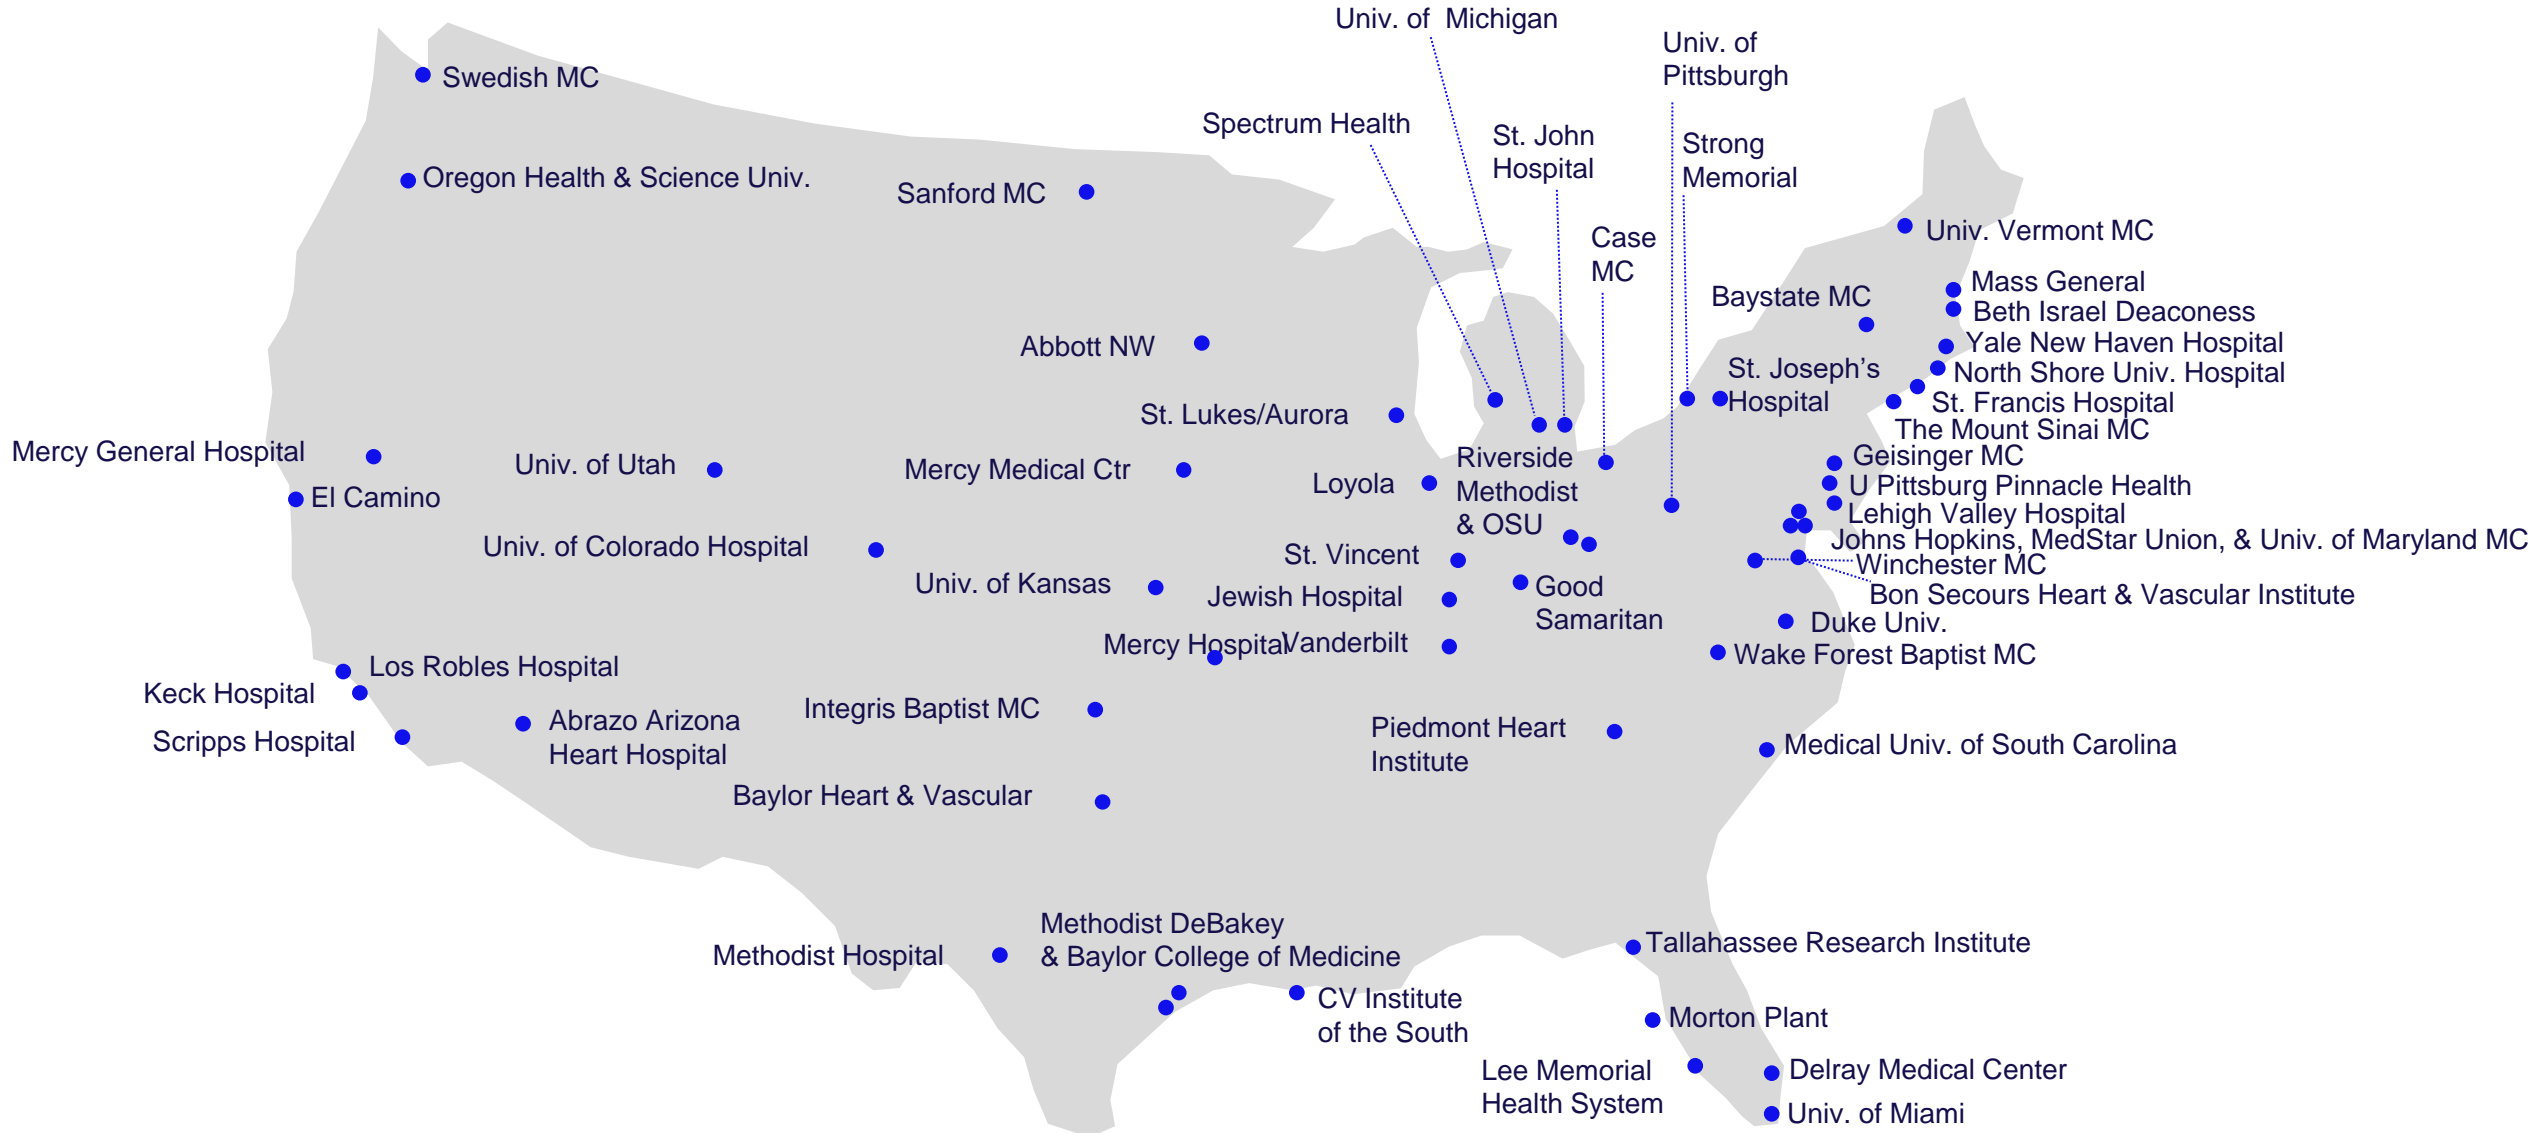 Univ. of Michigan
Univ. of
Pittsburgh
Swedish MC
Spectrum Health
St. John
Hospital
Strong
Memorial
Oregon Health & Science Univ.
Sanford MC
Case
MC
Univ. Vermont MC
Baystate MC
Mass General
Beth Israel Deaconess
Abbott NW
Yale New Haven Hospital
St. Joseph's
Hospital
North Shore Univ. Hospital
St. Lukes/Aurora
St. Francis Hospital
The Mount Sinai MC
Mercy General Hospital
Univ. of Utah
Mercy Medical Ctr
Loyola
Riverside
Methodist
& OSU
Geisinger MC
U Pittsburg Pinnacle Health
El Camino
Lehigh Valley Hospital
Johns Hopkins, MedStar Union, & Univ. of Maryland MC
Univ. of Colorado Hospital
St. Vincent
Winchester MC
Univ. of Kansas
Jewish Hospital
Good
Samaritan
Bon Secours Heart & Vascular Institute
Duke Univ.
Mercy Hospital
Vanderbilt
Wake Forest Baptist MC
Los Robles Hospital
Keck Hospital
Integris Baptist MC
Abrazo Arizona
Heart Hospital
Scripps Hospital
Piedmont Heart
Institute
Medical Univ. of South Carolina
Baylor Heart & Vascular
Methodist DeBakey
& Baylor College of Medicine
Methodist Hospital
Tallahassee Research Institute
CV Institute
of the South
Morton Plant
Lee Memorial
Health System
Delray Medical Center
Univ. of Miami